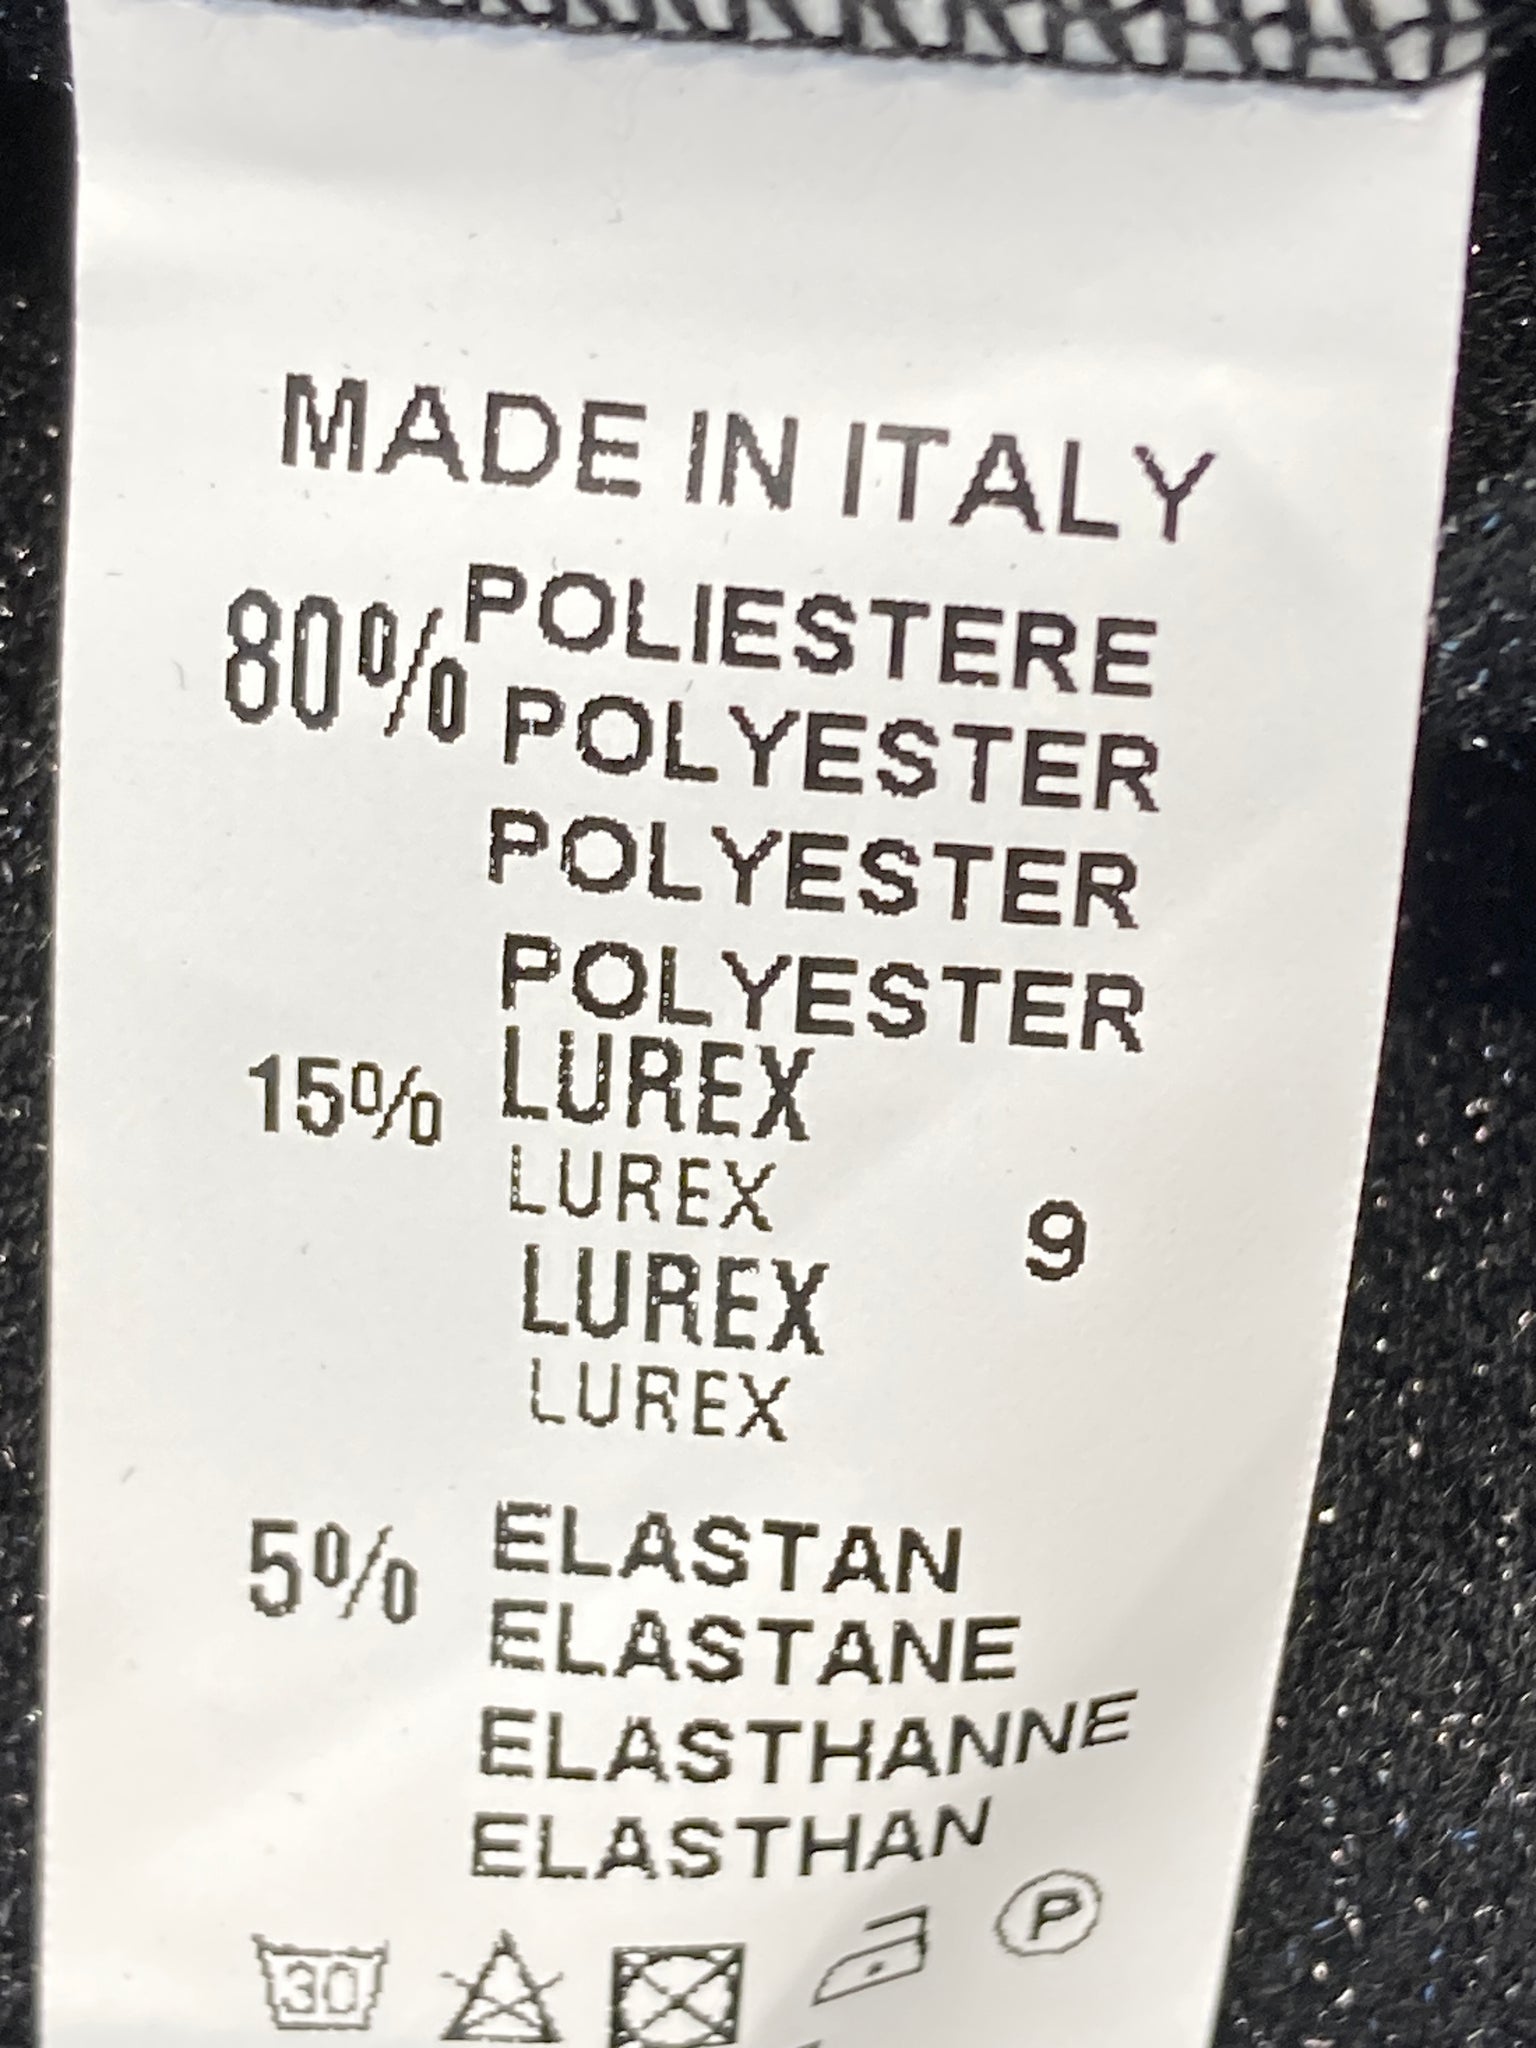 MADE IN ITALY
80% POLIESTERE
POLYESTER
POLYESTER
POLYESTER
15% LUREX
LUREX
9
LUREX
LUREX
5% ELASTAN
ELASTANE
ELASTHANNE
ELASTHAN
30
P